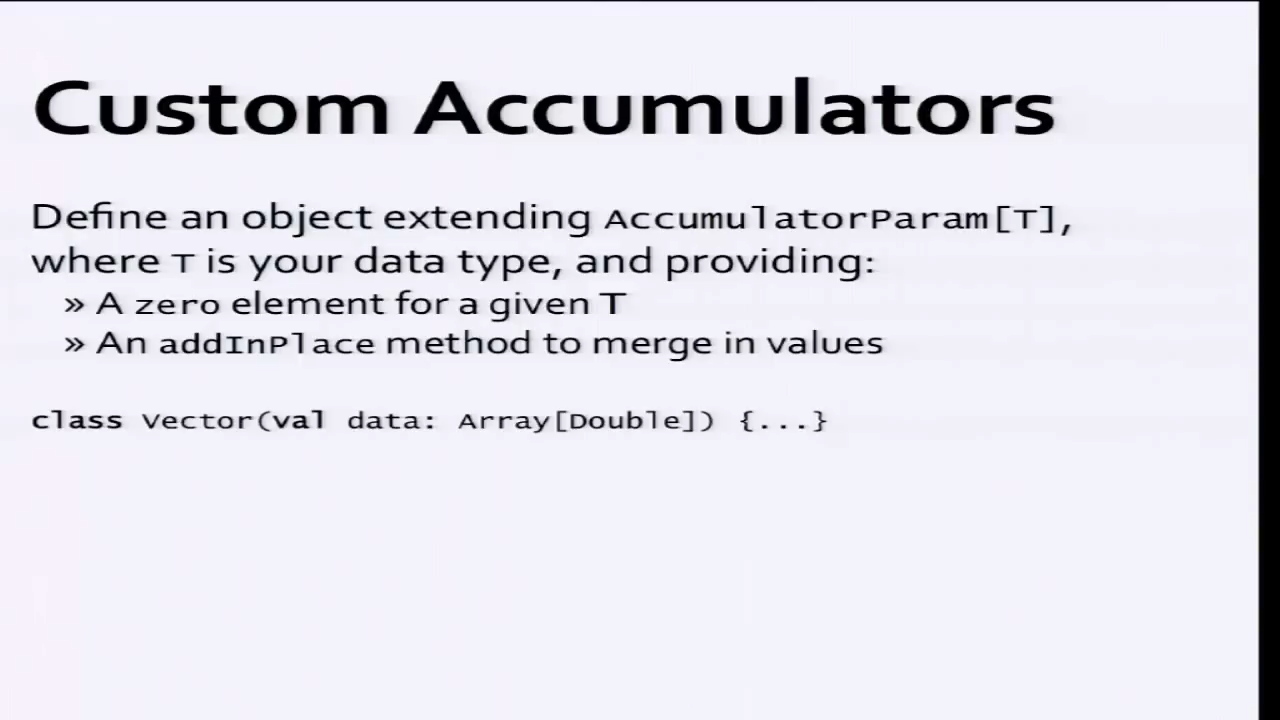 Custom Accumulators
Define an object extending AccumulatorParam[T],
where T is your data type, and providing:
» A zero element for a given T
» An addInPlace method to merge in values
class Vector(val data: Array[Double]) {...}